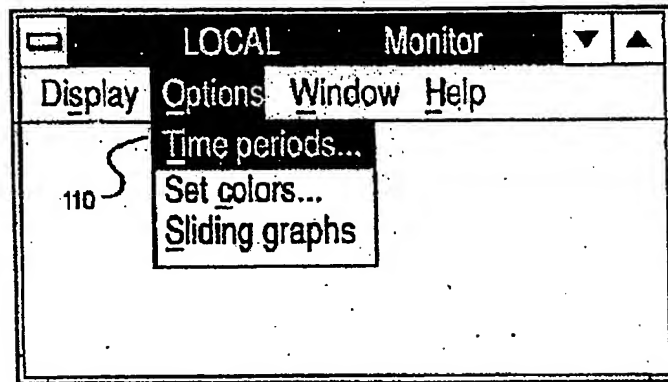 LOCAL Monitor
Display Options Window Help
Time periods...
110
Set colors...
Sliding graphs